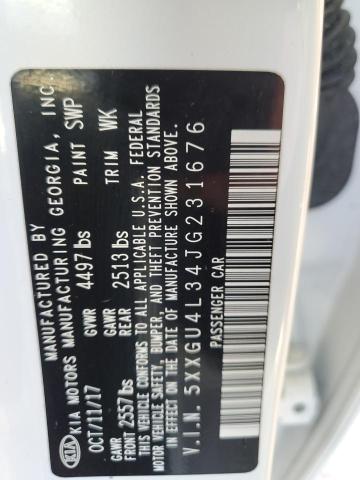 MANUFACTURED BY
KIA KIA MOTORS MANUFACTURING GEORGIA, INC.
OCT/11/17 GVWR 4497 lbs PAINT SWP
GAWR FRONT 2557 lbs GAWR REAR 2513 lbs TRIM WK
THIS VEHICLE CONFORMS TO ALL APPLICABLE U.S.A. FEDERAL
MOTOR VEHICLE SAFETY, BUMPER, AND THEFT PREVENTION STANDARDS
IN EFFECT ON THE DATE OF MANUFACTURE SHOWN ABOVE.
V.I.N. 5XXGU4L34JG231676
PASSENGER CAR